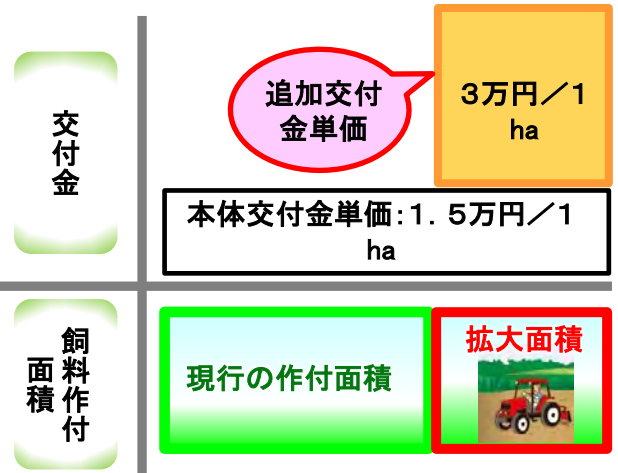 交付金
追加交付
金単価
３万円／１
ha
本体交付金単価：１．５万円／１
ha
飼料作付
面積
現行の作付面積
拡大面積